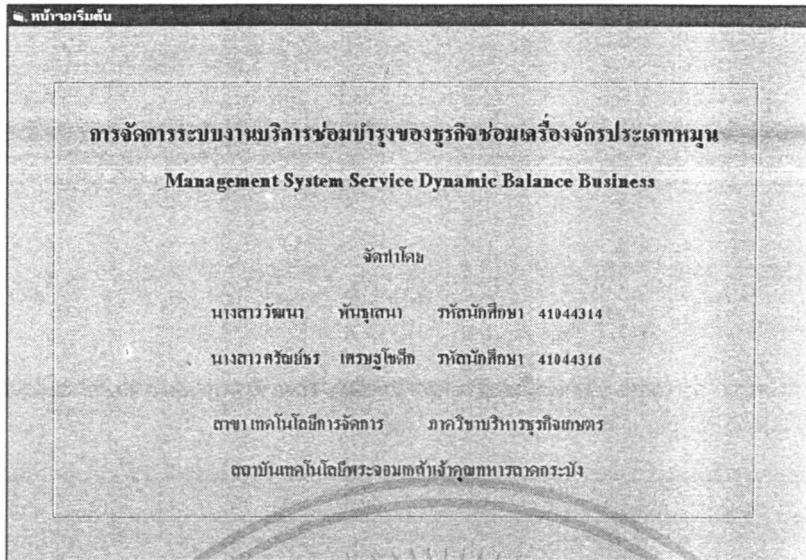 หน้าจอเริ่มต้น
การจัดการระบบงานบริการซ่อมบำรุงของธุรกิจซ่อมเครื่องจักรประเภทหมุน
Management System Service Dynamic Balance Business
จัดทำโดย
นางสาววัฒนา พันธุเสนา รหัสนักศึกษา 41044314
นางสาวศรัณย์ธร เศรษฐโชฎึก รหัสนักศึกษา 41044316
สาขา เทคโนโลยีการจัดการ ภาควิชาบริหารธุรกิจเกษตร
สถาบันเทคโนโลยีพระจอมเกล้าเจ้าคุณทหารลาดกระบัง